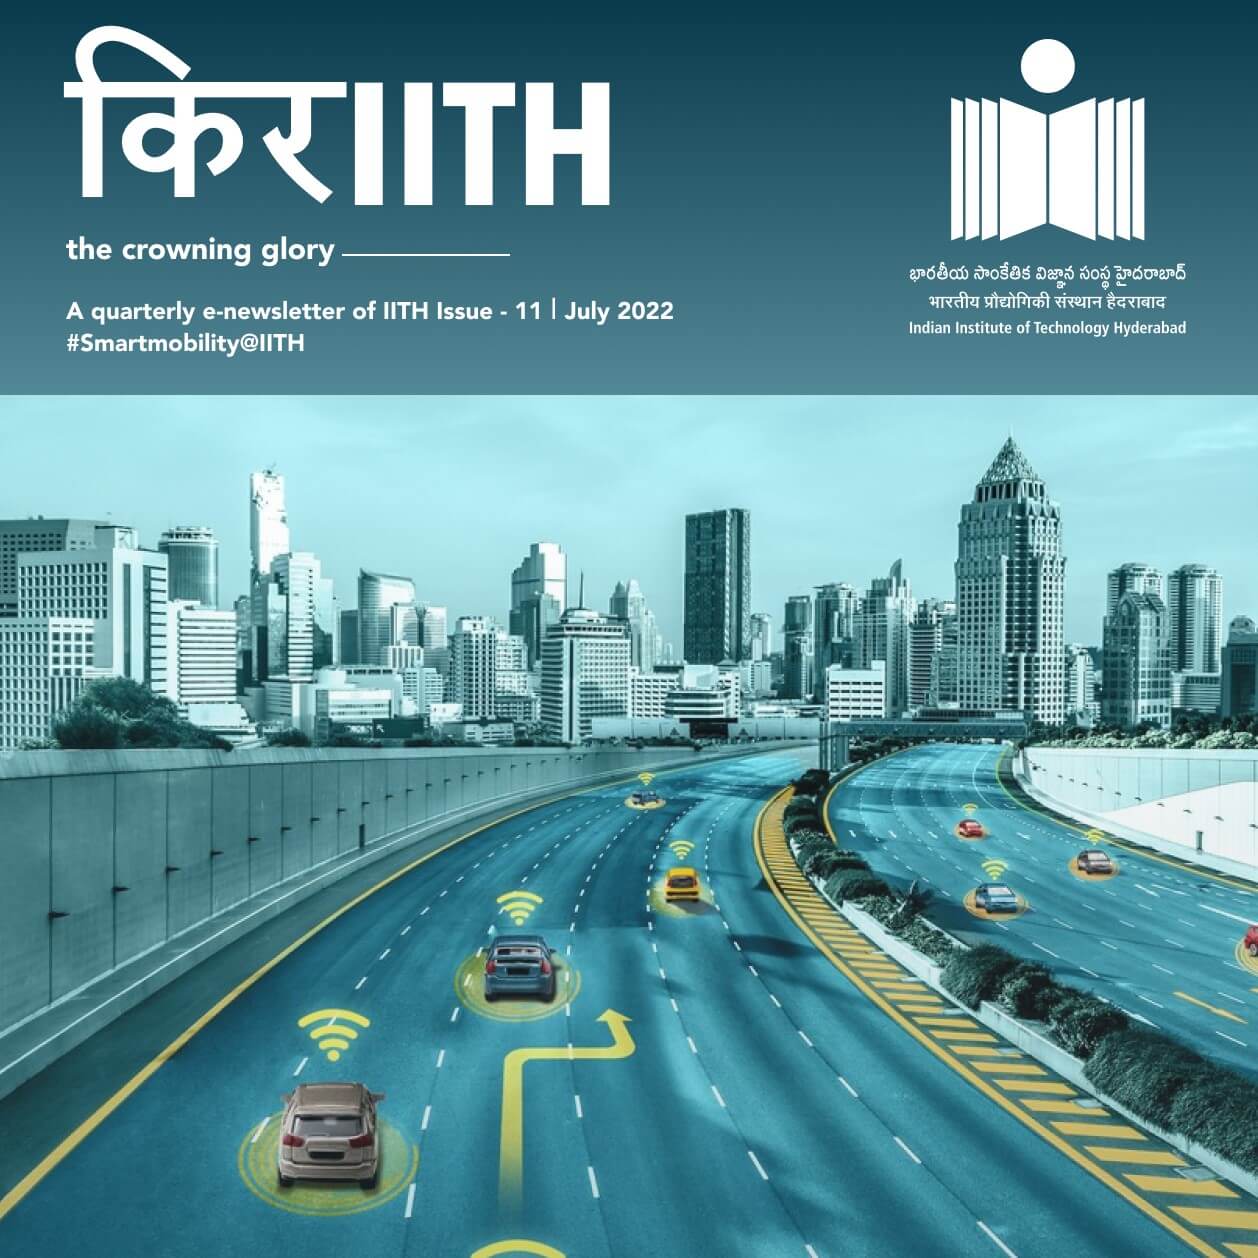 किरIITH
the crowning glory
A quarterly e-newsletter of IITH Issue - 11 | July 2022
#Smartmobility@IITH
భారతీయ సాంకేతిక విజ్ఞాన సంస్థ హైదరాబాద్
भारतीय प्रौद्योगिकी संस्थान हैदराबाद
Indian Institute of Technology Hyderabad